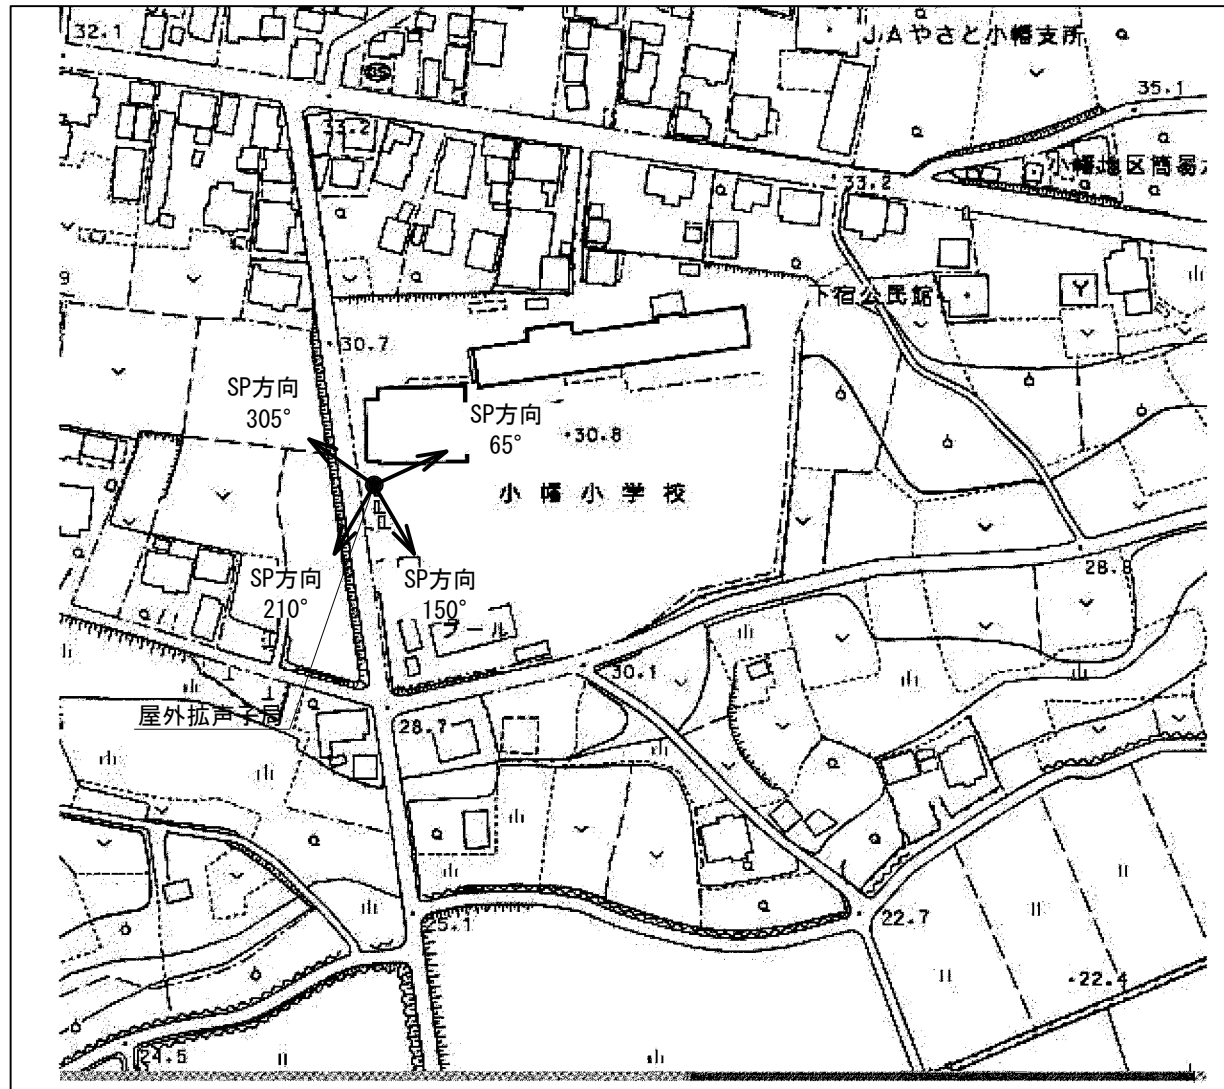 32.1
JAやさと小幡支所
35.1
33.2
小幡地区簡易
33.2
下宿公民館
30.7
SP方向
305°
SP方向
65°
30.8
小幡小学校
SP方向
210°
SP方向
150°
28.8
プール
30.1
屋外拡声子局
28.7
25.1
22.7
22.4
24.5